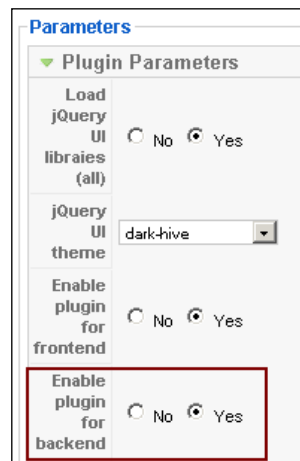 Parameters
Plugin Parameters
Load
jQuery
UI
libraies
(all)
No Yes
jQuery
UI
theme
dark-hive
Enable
plugin
for
frontend
No Yes
Enable
plugin
for
backend
No Yes